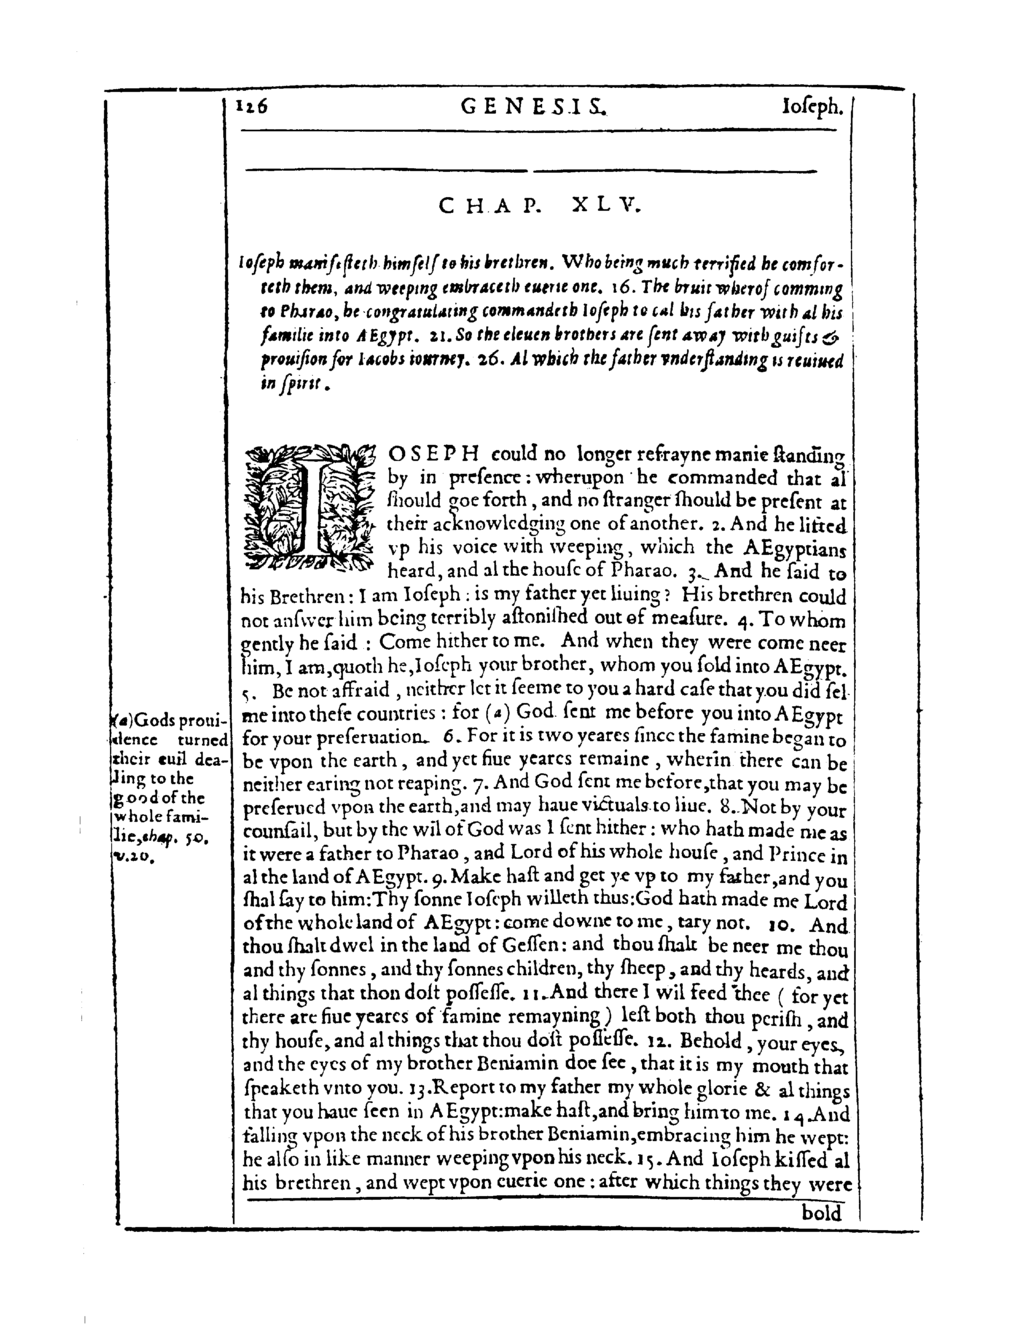 126 GENESIS. Ioſeph.
CHAP. XLV.
Ioſeph manifeſteth himſelf to his brethren. Who being much terrified he comfor-
teth them, and weeping embraceth euerie one. 16. The bruit wherof comming
to Pharao, he congratulating commandeth Ioſeph to cal his father with al his
familie into AEgypt. 21. So the eleuen brothers are ſent away with guifts &
prouiſion for Iacobs iourney. 26. Al which the father vnderſtanding is reuiued
in ſpirit.
IOSEPH could no longer refrayne manie ſtanding
by in preſence: wherupon he commanded that al
ſhould goe forth, and no ſtranger ſhould be preſent at
their acknowledging one of another. 2. And he lifted
vp his voice with weeping, which the AEgyptians
heard, and al the houſe of Pharao. 3. And he ſaid to
his Brethren: I am Ioſeph: is my father yet liuing? His brethren could
not anſwer him being terribly aſtoniſhed out of meaſure. 4. To whom
gently he ſaid: Come hither to me. And when they were come neer
him, I am, quoth he, Ioſeph your brother, whom you ſold into AEgypt.
5. Be not affraid, neither let it ſeeme to you a hard caſe that you did ſel
me into theſe countries: for (a) God ſent me before you into AEgypt
for your preſeruation. 6. For it is two yeares ſince the famine began to
be vpon the earth, and yet fiue yeares remaine, wherin there can be
neither earing not reaping. 7. And God ſent me before, that you may be
preſerued vpon the earth, and may haue victuals to liue. 8. Not by your
counſail, but by the wil of God was I ſent hither: who hath made me as
it were a father to Pharao, and Lord of his whole houſe, and Prince in
al the land of AEgypt. 9. Make haſt and get ye vp to my father, and you
ſhal ſay to him: Thy ſonne Ioſeph willeth thus: God hath made me Lord
of the whole land of AEgypt: come downe to me, tary not. 10. And
thou ſhalt dwel in the land of Geſſen: and thou ſhalt be neer me thou
and thy ſonnes, and thy ſonnes children, thy ſheep, and thy heards, and
al things that thou doſt poſſeſſe. 11. And there I wil feed thee (for yet
there are fiue yeares of famine remayning) leſt both thou periſh, and
thy houſe, and al things that thou doſt poſſeſſe. 12. Behold, your eyes,
and the eyes of my brother Beniamin doe ſee, that it is my mouth that
ſpeaketh vnto you. 13. Report to my father my whole glorie & al things
that you haue ſeen in AEgypt: make haſt, and bring him to me. 14. And
falling vpon the neck of his brother Beniamin, embracing him he wept:
he alſo in like manner weeping vpon his neck. 15. And Ioſeph kiſſed al
his brethren, and wept vpon euerie one: after which things they were
bold
(a) Gods proui-
dence turned
their euil dea-
ling to the
good of the
whole fami-
lie, chap. 50.
v. 20.